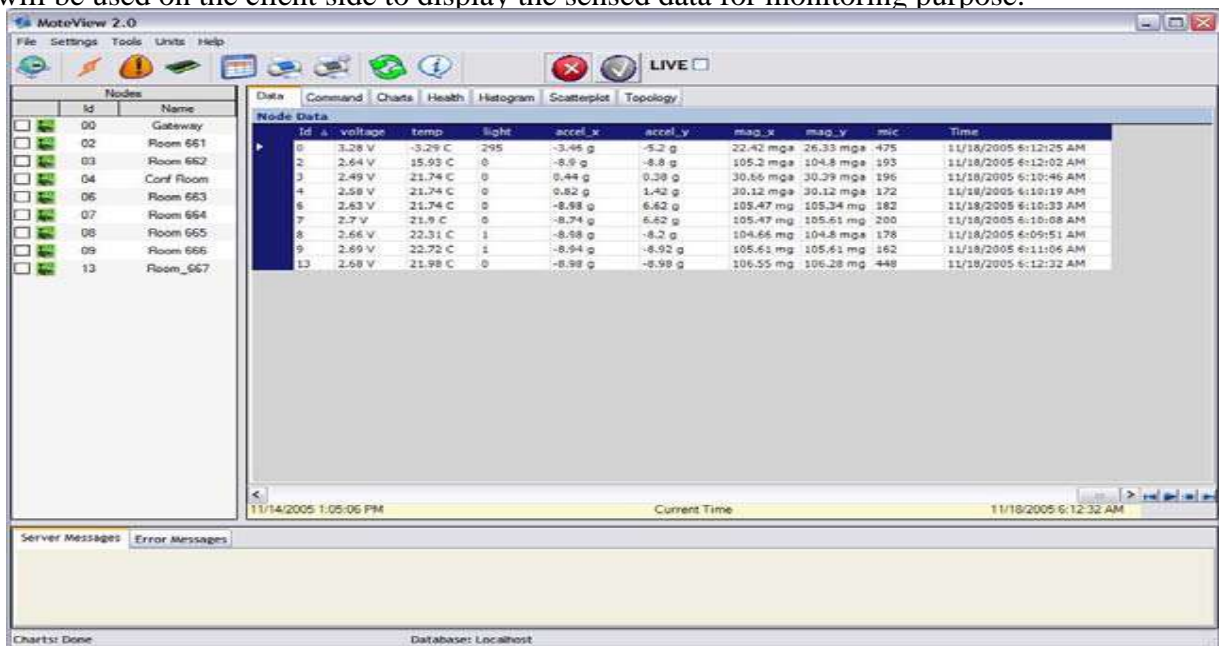 will be used on the client side to display the sensed data for monitoring purpose.
MoteView 2.0
File Settings Tools Units Help
LIVE
Nodes
Id Name
00 Gateway
02 Room 661
03 Room 662
04 Conf Room
06 Room 663
07 Room 664
08 Room 665
09 Room 666
13 Room_667
Data Command Charts Health Histogram Scatterplot Topology
Node Data
Id voltage temp light accel_x accel_y mag_x mag_y mic Time
0 3.28 V -3.29 C 295 -3.46 g -5.2 g 22.42 mga 26.33 mga 475 11/18/2005 6:12:25 AM
2 2.64 V 15.93 C 0 -8.9 g -8.8 g 105.2 mga 104.8 mga 193 11/18/2005 6:12:02 AM
3 2.49 V 21.74 C 0 0.44 g 0.38 g 30.66 mga 30.39 mga 196 11/18/2005 6:10:46 AM
4 2.58 V 21.74 C 0 0.82 g 1.42 g 30.12 mga 30.12 mga 172 11/18/2005 6:10:19 AM
6 2.63 V 21.74 C 0 -8.98 g 6.62 g 105.47 mg 105.34 mg 182 11/18/2005 6:10:33 AM
7 2.7 V 21.9 C 0 -8.74 g 6.62 g 105.47 mg 105.61 mg 200 11/18/2005 6:10:08 AM
8 2.66 V 22.31 C 1 -8.98 g -8.2 g 104.66 mg 104.8 mga 178 11/18/2005 6:09:51 AM
9 2.69 V 22.72 C 1 -8.94 g -8.92 g 105.61 mg 105.61 mg 162 11/18/2005 6:11:06 AM
13 2.68 V 21.98 C 0 -8.98 g -8.98 g 106.55 mg 106.28 mg 448 11/18/2005 6:12:32 AM
11/14/2005 1:05:06 PM Current Time 11/18/2005 6:12:32 AM
Server Messages Error Messages
Charts: Done Database: Localhost